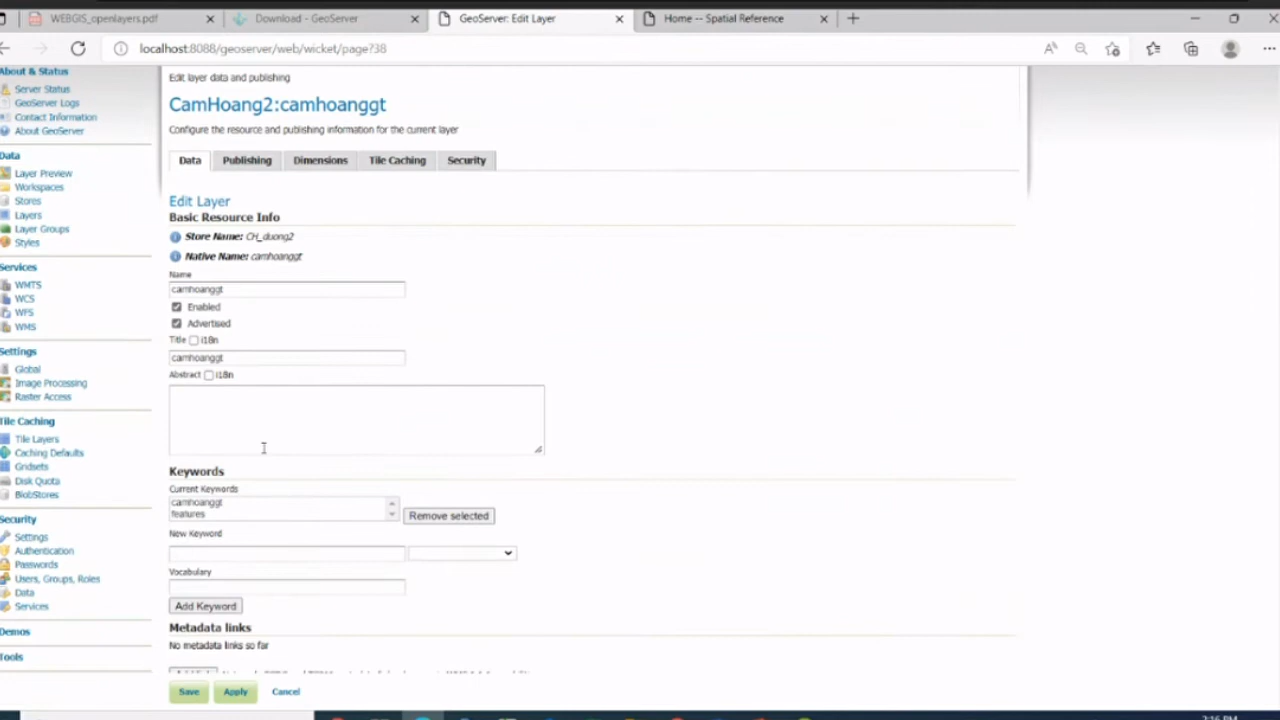 WEBGIS_openlayers.pdf
Download - GeoServer
GeoServer: Edit Layer
Home -- Spatial Reference
localhost:8088/geoserver/web/wicket/page?38
About & Status
Server Status
GeoServer Logs
Contact Information
About GeoServer
Data
Layer Preview
Workspaces
Stores
Layers
Layer Groups
Styles
Services
WMTS
WCS
WFS
WMS
Settings
Global
Image Processing
Raster Access
Tile Caching
Tile Layers
Caching Defaults
Gridsets
Disk Quota
BlobStores
Security
Settings
Authentication
Passwords
Users, Groups, Roles
Data
Services
Demos
Tools
Edit layer data and publishing
CamHoang2:camhoanggt
Configure the resource and publishing information for the current layer
Data Publishing Dimensions Tile Caching Security
Edit Layer
Basic Resource Info
Store Name: CH_duong2
Native Name: camhoanggt
Name
camhoanggt
Enabled
Advertised
Title i18n
camhoanggt
Abstract i18n
Keywords
Current Keywords
camhoanggt
features
Remove selected
New Keyword
Vocabulary
Add Keyword
Metadata links
No metadata links so far
Save Apply Cancel